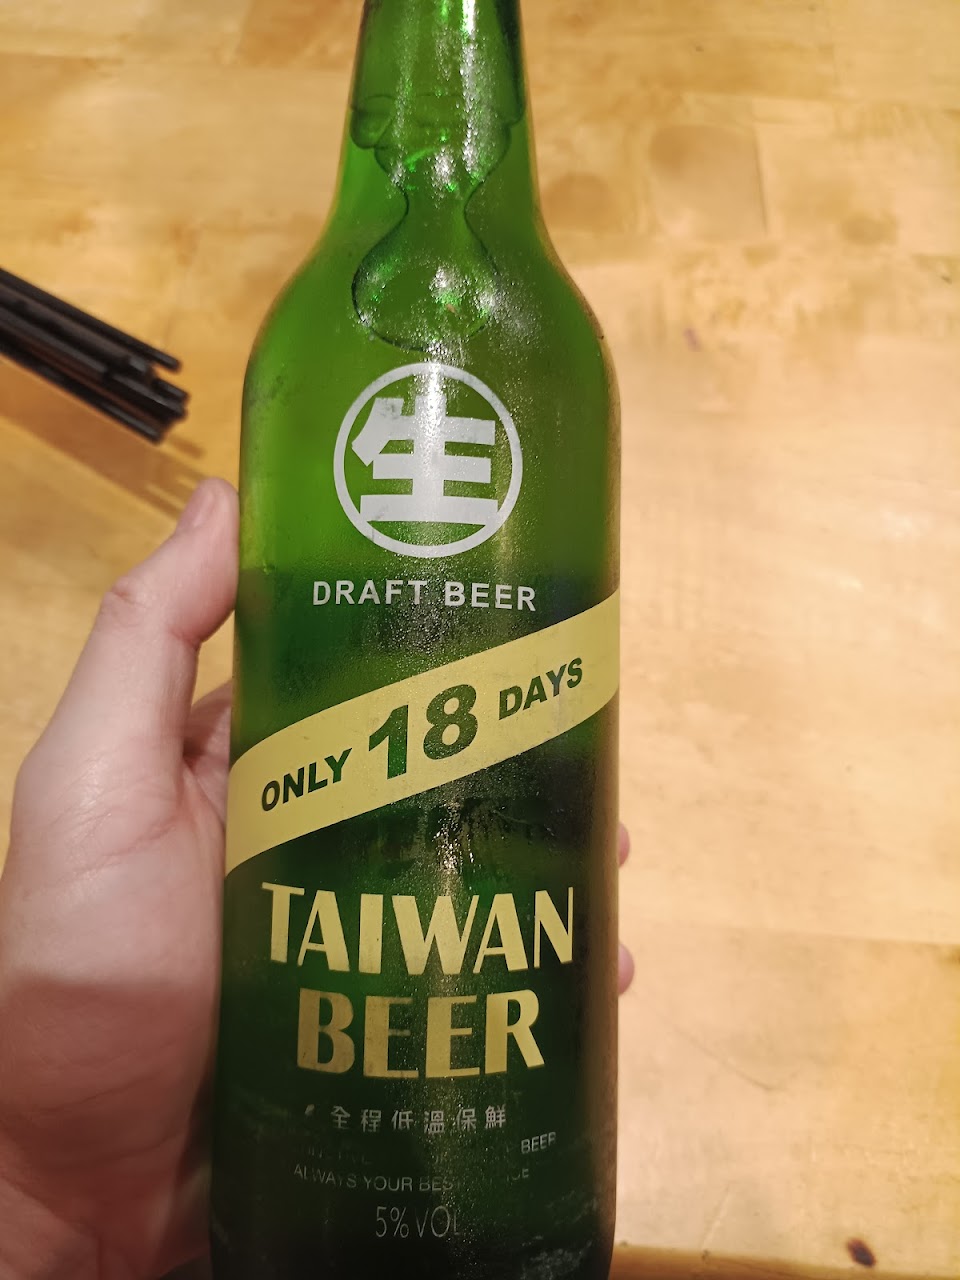 生
DRAFT BEER
ONLY 18 DAYS
TAIWAN
BEER
全程低溫保鮮
BEER
ALWAYS YOUR
5% VOL